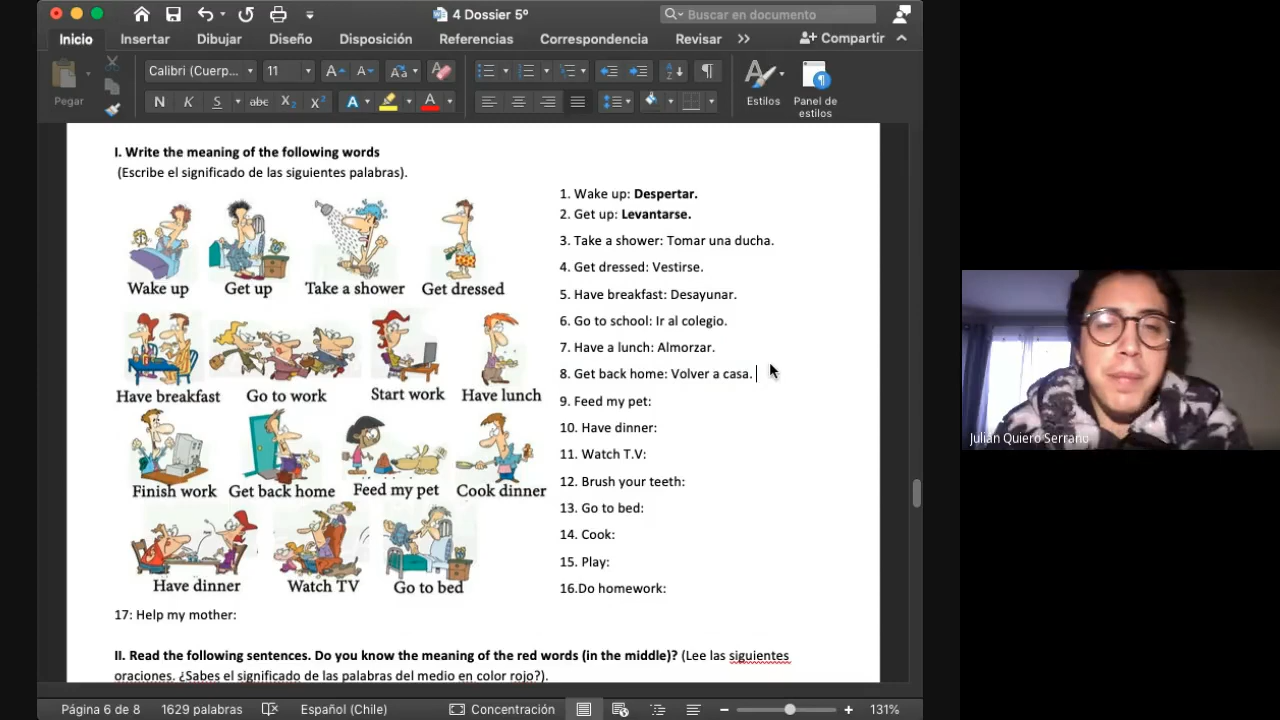 4 Dossier 5º
Buscar en documento
Inicio
Insertar
Dibujar
Diseño
Disposición
Referencias
Correspondencia
Revisar
Compartir
Pegar
Calibri (Cuerp...
11
N K S abc X₂ X²
Estilos
Panel de
estilos
I. Write the meaning of the following words
(Escribe el significado de las siguientes palabras).
Wake up
Get up
Take a shower
Get dressed
Have breakfast
Go to work
Start work
Have lunch
Finish work
Get back home
Feed my pet
Cook dinner
Have dinner
Watch TV
Go to bed
1. Wake up: Despertar.
2. Get up: Levantarse.
3. Take a shower: Tomar una ducha.
4. Get dressed: Vestirse.
5. Have breakfast: Desayunar.
6. Go to school: Ir al colegio.
7. Have a lunch: Almorzar.
8. Get back home: Volver a casa.
9. Feed my pet:
10. Have dinner:
11. Watch T.V:
12. Brush your teeth:
13. Go to bed:
14. Cook:
15. Play:
16.Do homework:
17: Help my mother:
II. Read the following sentences. Do you know the meaning of the red words (in the middle)? (Lee las siguientes
oraciones. ¿Sabes el significado de las palabras del medio en color rojo?).
Página 6 de 8
1629 palabras
Español (Chile)
Concentración
131%
Julian Quiero Serrano